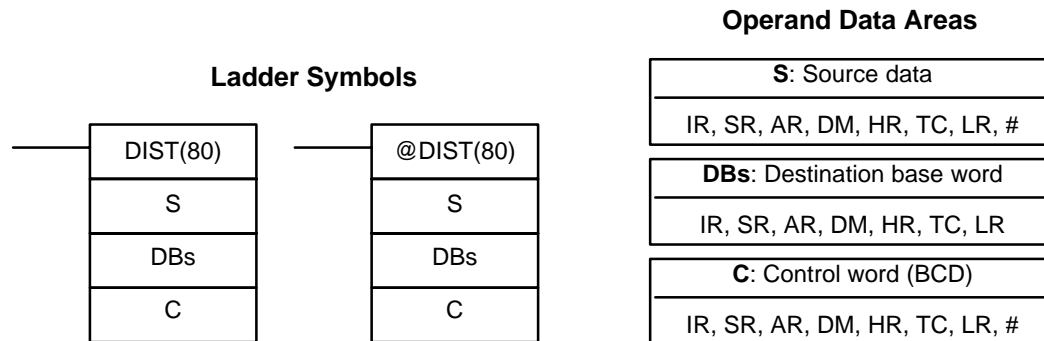 Ladder Symbols
DIST(80)
S
DBs
C
@DIST(80)
S
DBs
C
Operand Data Areas
S: Source data
IR, SR, AR, DM, HR, TC, LR, #
DBs: Destination base word
IR, SR, AR, DM, HR, TC, LR
C: Control word (BCD)
IR, SR, AR, DM, HR, TC, LR, #